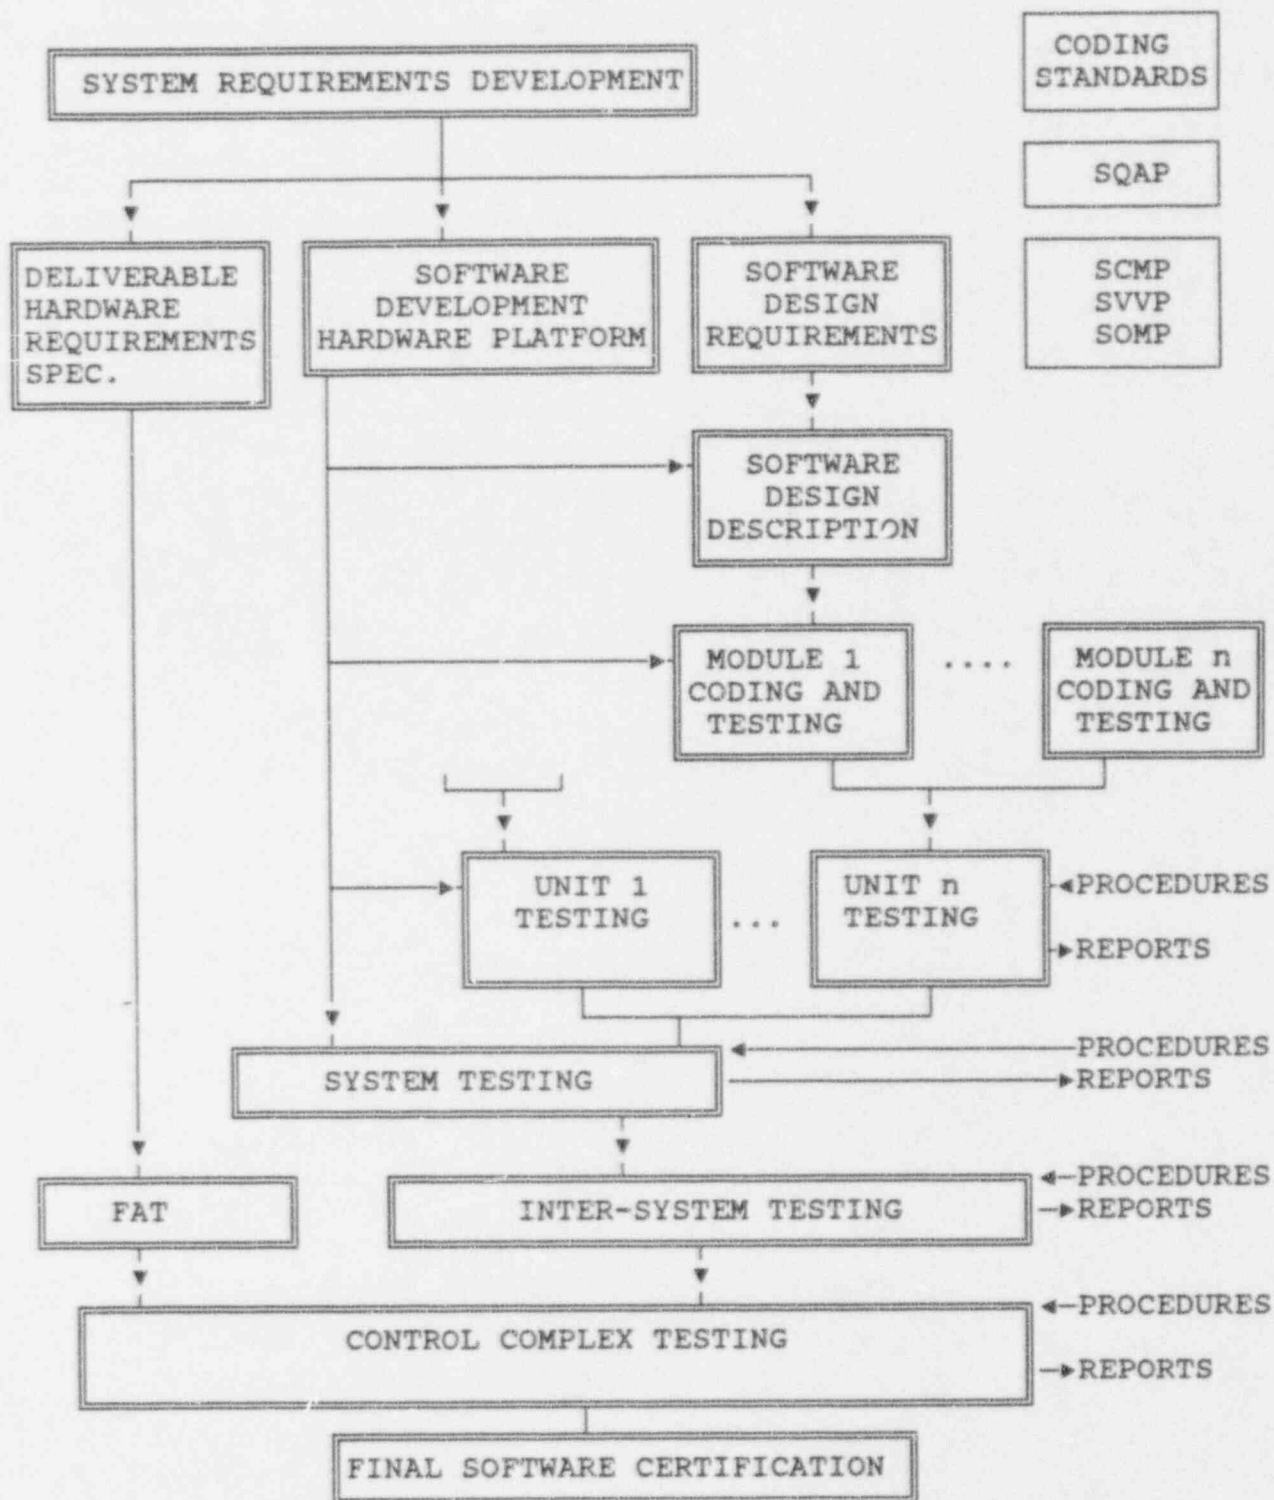 CODING
STANDARDS
SYSTEM REQUIREMENTS DEVELOPMENT
SQAP
DELIVERABLE
HARDWARE
REQUIREMENTS
SPEC.
SOFTWARE
DEVELOPMENT
HARDWARE PLATFORM
SOFTWARE
DESIGN
REQUIREMENTS
SCMP
SVVP
SOMP
SOFTWARE
DESIGN
DESCRIPTION
MODULE 1
CODING AND
TESTING
....
MODULE n
CODING AND
TESTING
UNIT 1
TESTING
...
UNIT n
TESTING
PROCEDURES
REPORTS
SYSTEM TESTING
PROCEDURES
REPORTS
FAT
INTER-SYSTEM TESTING
PROCEDURES
REPORTS
CONTROL COMPLEX TESTING
PROCEDURES
REPORTS
FINAL SOFTWARE CERTIFICATION